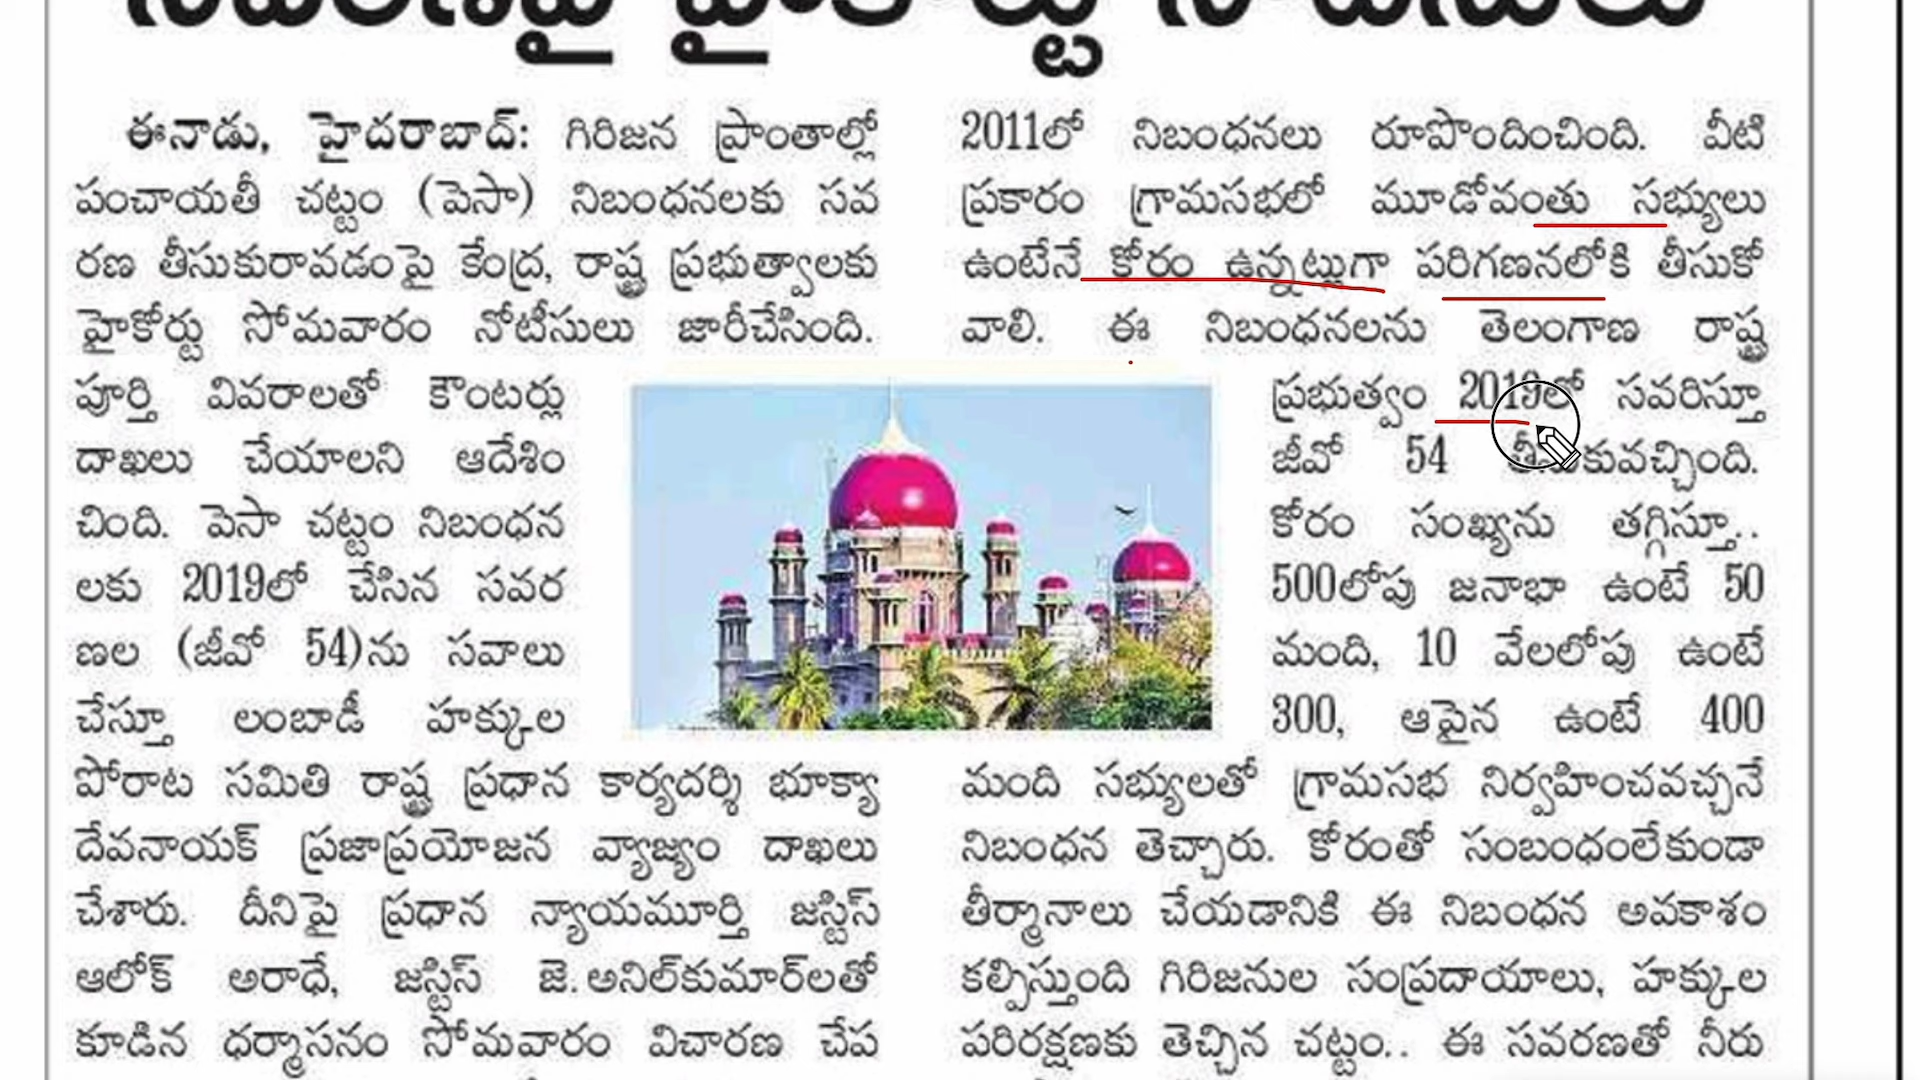 ఈనాడు, హైదరాబాద్: గిరిజన ప్రాంతాల్లో
పంచాయతీ చట్టం (పెసా) నిబంధనలకు సవ
రణ తీసుకురావడంపై కేంద్ర, రాష్ట్ర ప్రభుత్వాలకు
హైకోర్టు సోమవారం నోటీసులు జారీచేసింది.
పూర్తి వివరాలతో కౌంటర్లు
దాఖలు చేయాలని ఆదేశిం
చింది. పెసా చట్టం నిబంధన
లకు 2019లో చేసిన సవర
ణల (జీవో 54)ను సవాలు
చేస్తూ లంబాడీ హక్కుల
పోరాట సమితి రాష్ట్ర ప్రధాన కార్యదర్శి భూక్యా
దేవనాయక్ ప్రజాప్రయోజన వ్యాజ్యం దాఖలు
చేశారు. దీనిపై ప్రధాన న్యాయమూర్తి జస్టిస్
ఆలోక్ అరాధే, జస్టిస్ జె.అనిల్‌కుమార్‌లతో
కూడిన ధర్మాసనం సోమవారం విచారణ చేప
2011లో నిబంధనలు రూపొందించింది. వీటి
ప్రకారం గ్రామసభలో మూడోవంతు సభ్యులు
ఉంటేనే కోరం ఉన్నట్లుగా పరిగణనలోకి తీసుకో
వాలి. ఈ నిబంధనలను తెలంగాణ రాష్ట్ర
ప్రభుత్వం 2019లో సవరిస్తూ
జీవో 54 తీసుకువచ్చింది.
కోరం సంఖ్యను తగ్గిస్తూ..
500లోపు జనాభా ఉంటే 50
మంది, 10 వేలలోపు ఉంటే
300, ఆపైన ఉంటే 400
మంది సభ్యులతో గ్రామసభ నిర్వహించవచ్చనే
నిబంధన తెచ్చారు. కోరంతో సంబంధంలేకుండా
తీర్మానాలు చేయడానికి ఈ నిబంధన అవకాశం
కల్పిస్తుంది గిరిజనుల సంప్రదాయాలు, హక్కుల
పరిరక్షణకు తెచ్చిన చట్టం.. ఈ సవరణతో నీరు